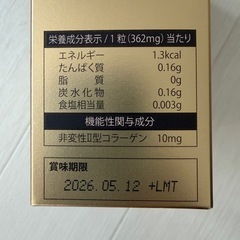 栄養成分表示/1粒(362mg)当たり
エネルギー 1.3kcal
たんぱく質 0.16g
脂質 0g
炭水化物 0.16g
食塩相当量 0.003g
機能性関与成分
非変性Ⅱ型コラーゲン 10mg
賞味期限
2026.05.12 +LMT